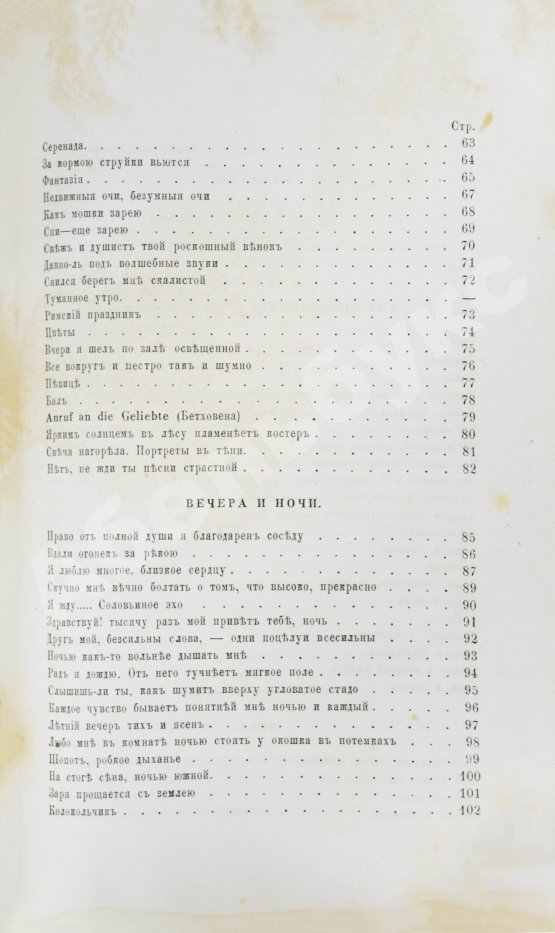 Стр.
Серенада. . . . . . . . . . . . . . . . . . . 63
За кормою струйки вьются . . . . . . . . . . . . 64
Фантазія . . . . . . . . . . . . . . . . . . . 65
Недвижныя очи, безумныя очи . . . . . . . . . . . 67
Какъ мошки зарею . . . . . . . . . . . . . . . 68
Спи—еще зарею . . . . . . . . . . . . . . . . 69
Свѣжъ и душистъ твой роскошный вѣнокъ . . . . . . . . 70
Давно-ль подъ волшебные звуки . . . . . . . . . . . 71
Снился берегъ мнѣ скалистой . . . . . . . . . . . . 72
Туманное утро. . . . . . . . . . . . . . . . . —
Римскій праздникъ . . . . . . . . . . . . . . . 73
Цвѣты . . . . . . . . . . . . . . . . . . . . 74
Вчера я шелъ по залѣ освѣщенной . . . . . . . . . . 75
Все вокругъ и пестро такъ и шумно . . . . . . . . . . 76
Пѣвицѣ . . . . . . . . . . . . . . . . . . . 77
Балъ . . . . . . . . . . . . . . . . . . . . 78
Anruf an die Geliebte (Бетховена) . . . . . . . . . 79
Яркимъ солнцемъ въ лѣсу пламенѣетъ костеръ . . . . . . . 80
Свѣча нагорѣла. Портреты въ тѣни. . . . . . . . . . . 81
Нѣтъ, не жди ты пѣсни страстной . . . . . . . . . . 82
ВЕЧЕРА И НОЧИ.
Право отъ полной души я благодаренъ сосѣду . . . . . . . 85
Вдали огонекъ за рѣкою . . . . . . . . . . . . . 86
Я люблю многое, близкое сердцу . . . . . . . . . . . 87
Скучно мнѣ вѣчно болтать о томъ, что высоко, прекрасно . . . . 89
Я жду..... Соловьиное эхо . . . . . . . . . . . . 90
Здравствуй! тысячу разъ мой привѣтъ тебѣ, ночь . . . . . . 91
Другъ мой, безсильны слова, — одни поцѣлуи всесильны . . . . 92
Ночью какъ-то вольнѣе дышать мнѣ . . . . . . . . . . 93
Радъ я дождю. Отъ него тучнѣетъ мягкое поле . . . . . . . 94
Слышишь-ли ты, какъ шумитъ вверху угловатое стадо . . . . . 95
Каждое чувство бываетъ понятнѣй мнѣ ночью и каждый . . . . . 96
Лѣтній вечеръ тихъ и ясенъ . . . . . . . . . . . . 97
Любо мнѣ въ комнатѣ ночью стоять у окошка въ потемкахъ . . . 98
Шопотъ, робкое дыханье . . . . . . . . . . . . . 99
На стогѣ сѣна, ночью южной. . . . . . . . . . . . . 100
Заря прощается съ землею . . . . . . . . . . . . . 101
Колокольчикъ . . . . . . . . . . . . . . . . . 102